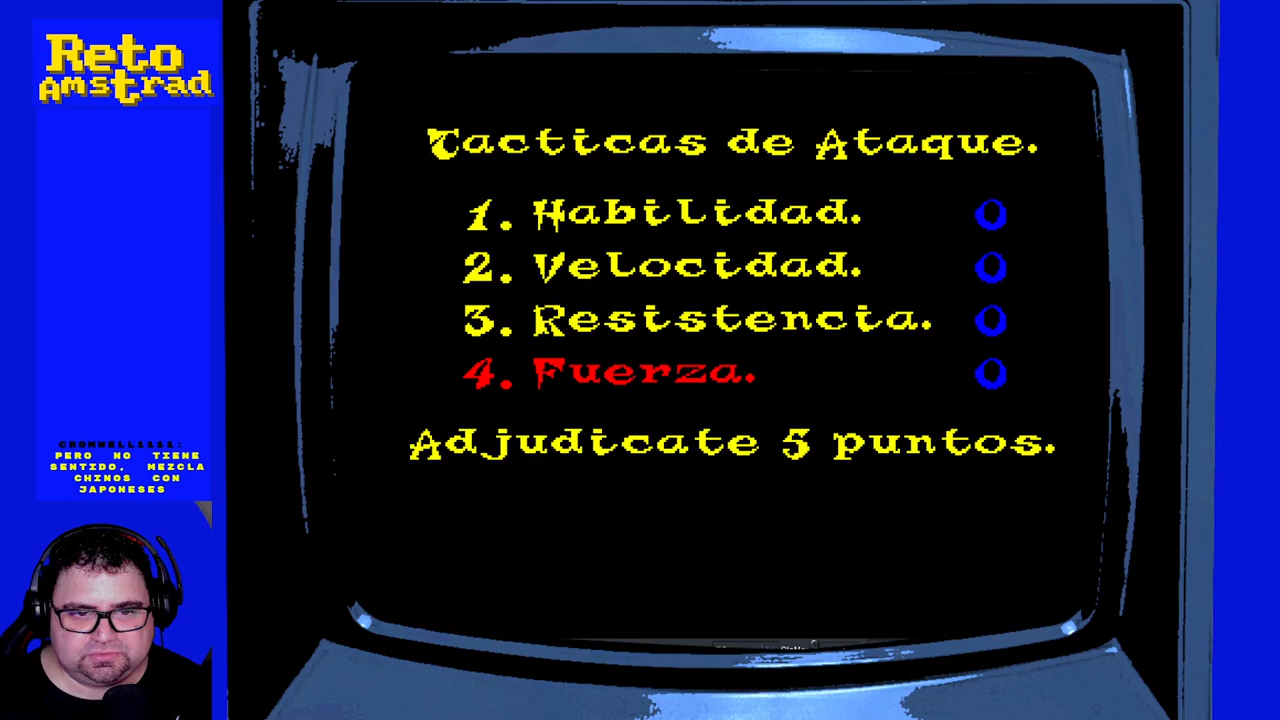 Reto
Amstrad
Tacticas de Ataque.
1. Habilidad. 0
2. Velocidad. 0
3. Resistencia. 0
4. Fuerza. 0
Adjudicate 5 puntos.
CROMWELL1111:
PERO NO TIENE
SENTIDO, MEZCLA
CHINOS CON
JAPONESES